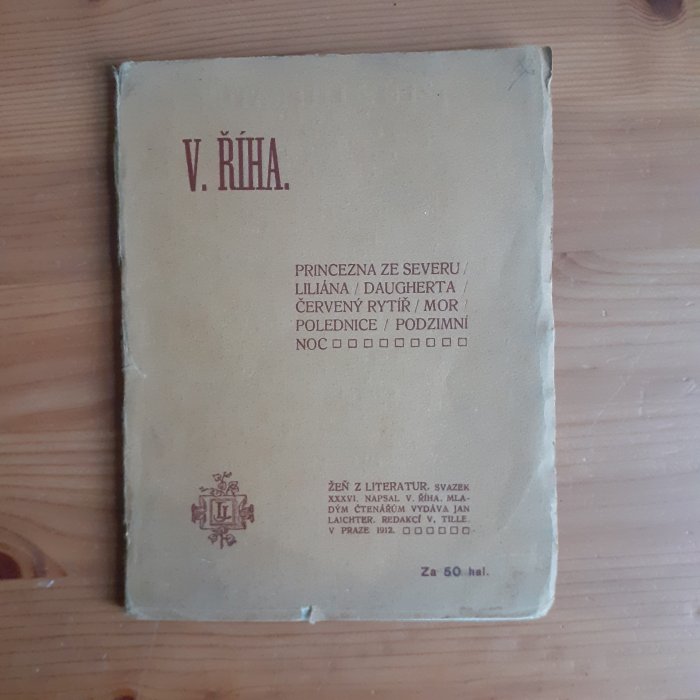 V. ŘÍHA.
PRINCEZNA ZE SEVERU /
LILIÁNA / DAUGHERTA /
ČERVENÝ RYTÍŘ / MOR /
POLEDNICE / PODZIMNÍ
NOC □ □ □ □ □ □ □ □ □
ŽEŇ Z LITERATUR. SVAZEK
XXXVI. NAPSAL V. ŘÍHA. MLA-
DÝM ČTENÁŘŮM VYDÁVÁ JAN
LAICHTER. REDAKCÍ V. TILLE.
V PRAZE 1912. □ □ □ □ □ □.
JL
Za 50 hal.